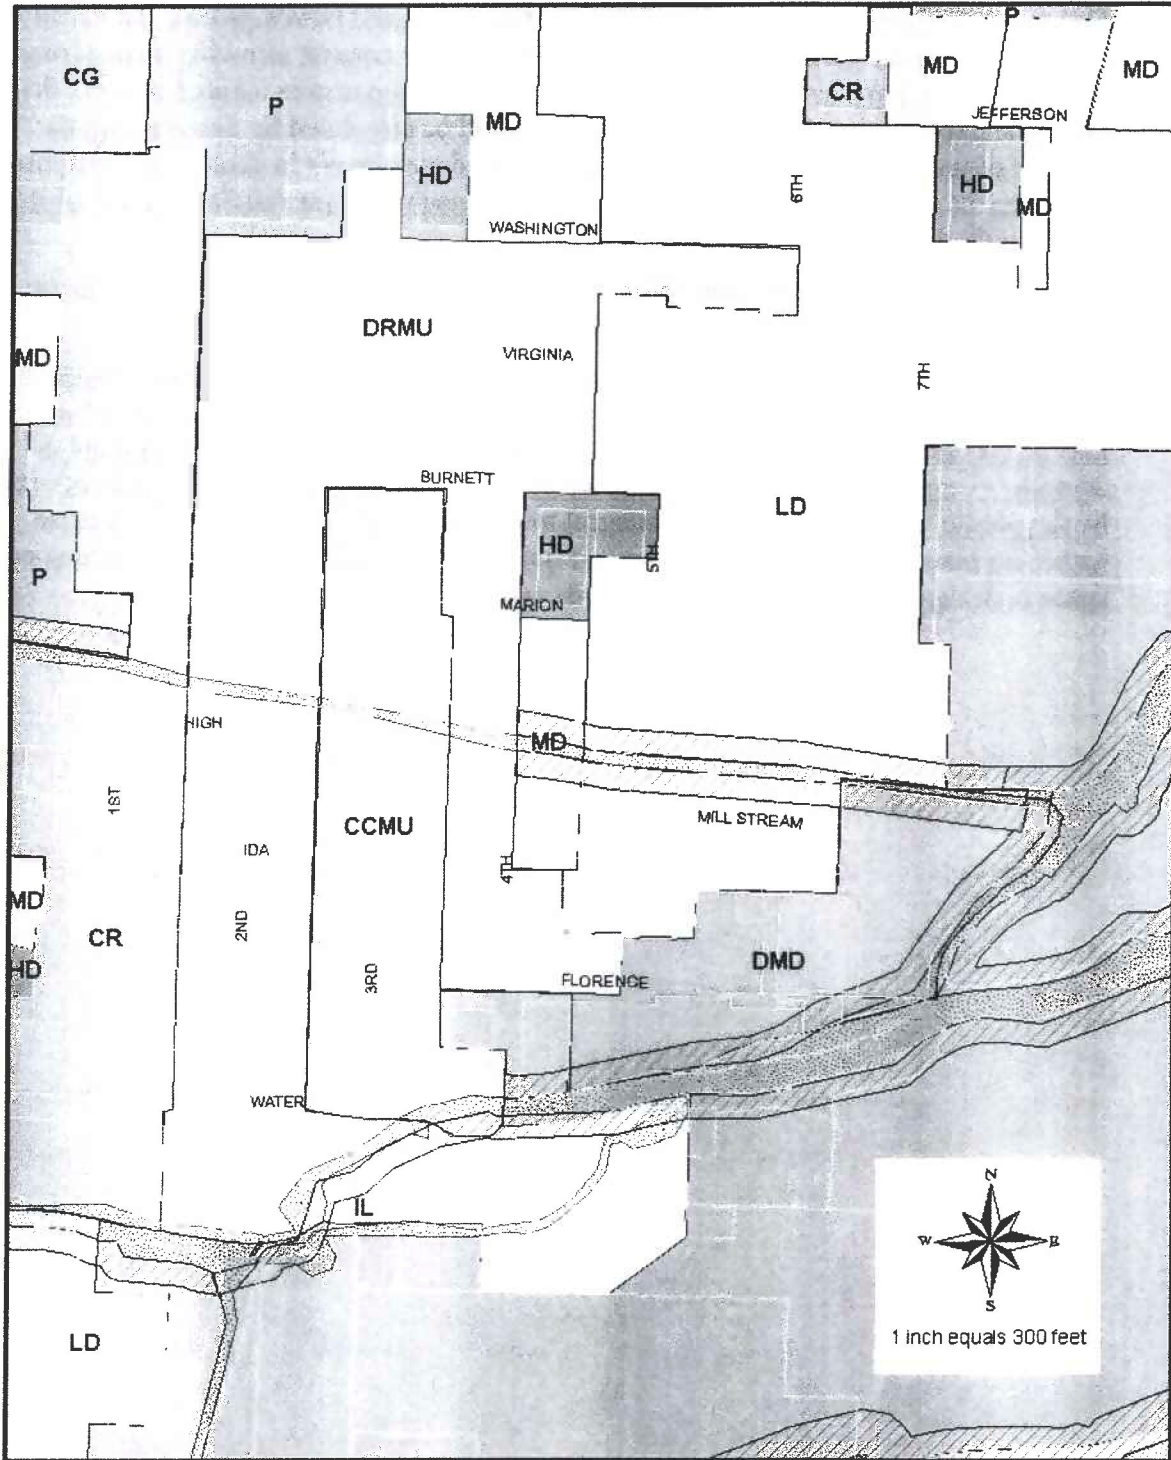 P
CG
MD
MD
P
CR
JEFFERSON
MD
HD
HD
6TH
MD
WASHINGTON
DRMU
VIRGINIA
MD
7TH
BURNETT
LD
HD
5TH
P
MARION
HIGH
MD
1ST
MILL STREAM
CCMU
IDA
4TH
MD
2ND
CR
DMD
HD
3RD
FLORENCE
WATER
IL
N
W
E
S
1 inch equals 300 feet
LD